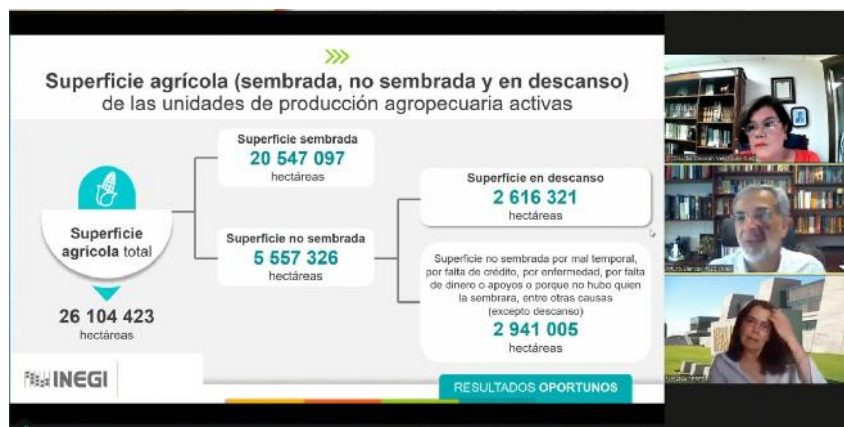 Superficie agrícola (sembrada, no sembrada y en descanso)
de las unidades de producción agropecuaria activas
Superficie
agrícola total
26 104 423
hectáreas
Superficie sembrada
20 547 097
hectáreas
Superficie no sembrada
5 557 326
hectáreas
Superficie en descanso
2 616 321
hectáreas
Superficie no sembrada por mal temporal,
por falta de crédito, por enfermedad, por falta
de dinero o apoyos o porque no hubo quien
la sembrara, entre otras causas
(excepto descanso)
2 941 005
hectáreas
INEGI
RESULTADOS OPORTUNOS